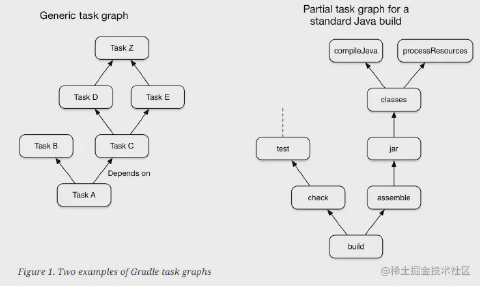 Generic task graph
Task Z
Task D
Task E
Task B
Task C
Depends on
Task A
Partial task graph for a
standard Java build
compileJava
processResources
classes
test
jar
check
assemble
build
Figure 1. Two examples of Gradle task graphs
@稀土掘金技术社区